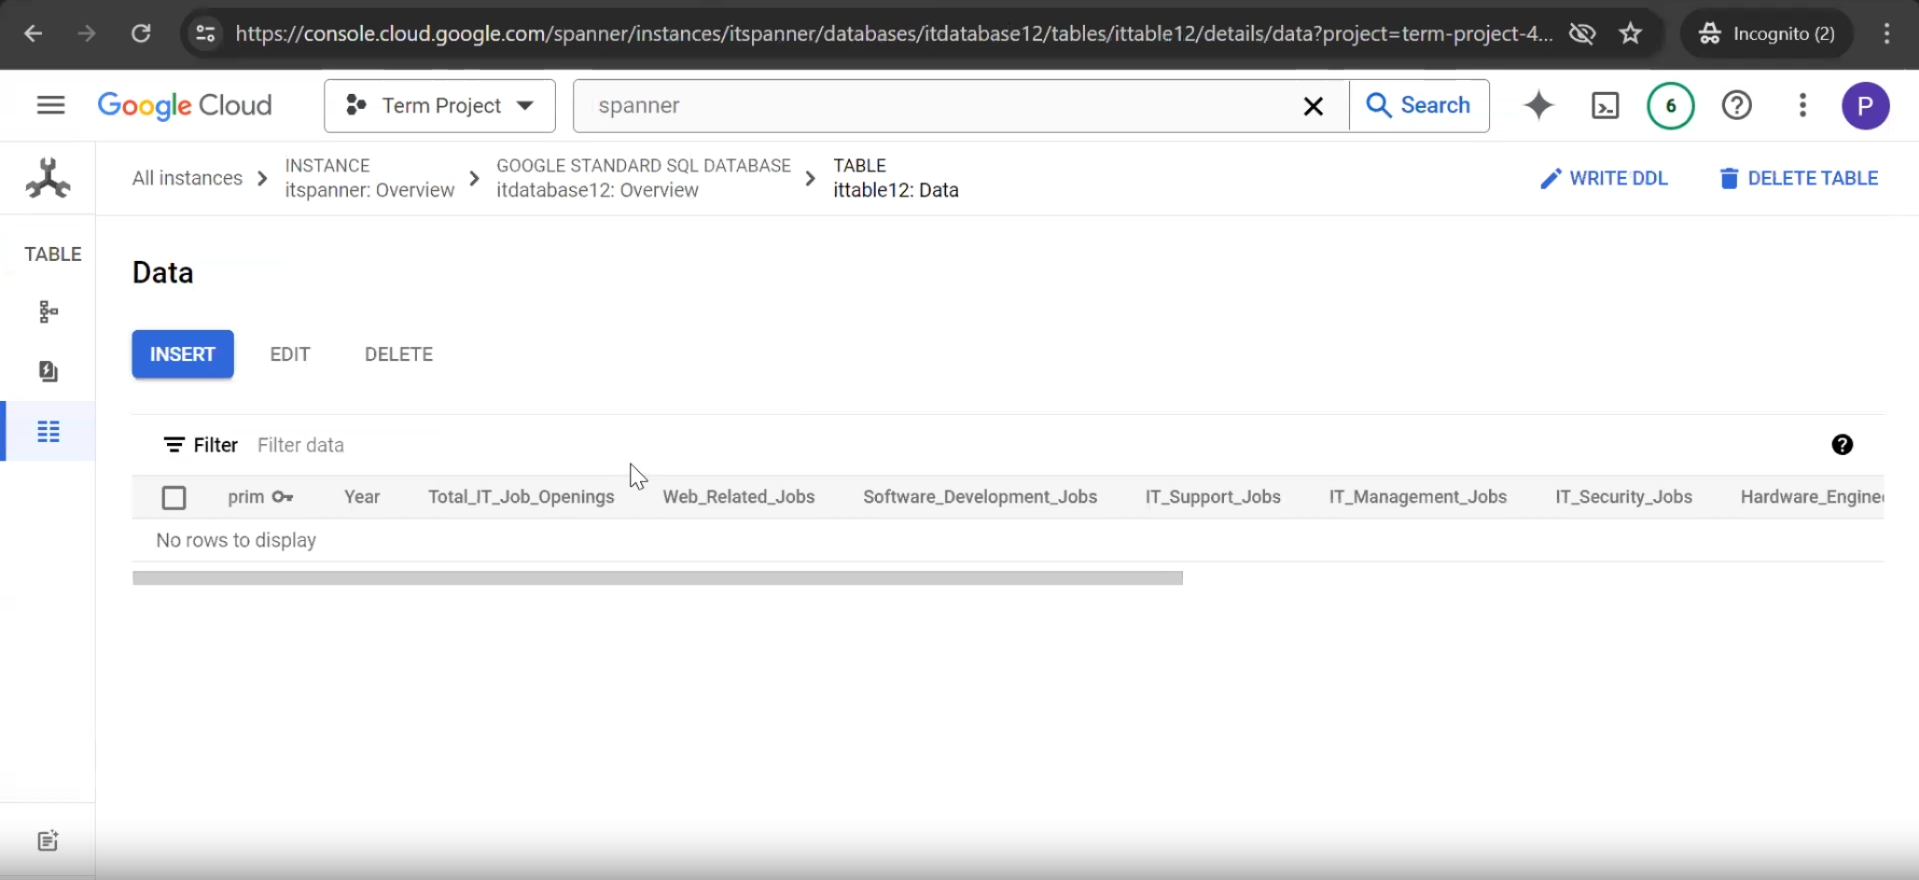 https://console.cloud.google.com/spanner/instances/itspanner/databases/itdatabase12/tables/ittable12/details/data?project=term-project-4...
Incognito (2)
Google Cloud
Term Project
spanner
Search
6
P
All instances
INSTANCE
itspanner: Overview
GOOGLE STANDARD SQL DATABASE
itdatabase12: Overview
TABLE
ittable12: Data
WRITE DDL
DELETE TABLE
TABLE
Data
INSERT EDIT DELETE
Filter Filter data
prim Year Total_IT_Job_Openings Web_Related_Jobs Software_Development_Jobs IT_Support_Jobs IT_Management_Jobs IT_Security_Jobs Hardware_Enginee
No rows to display